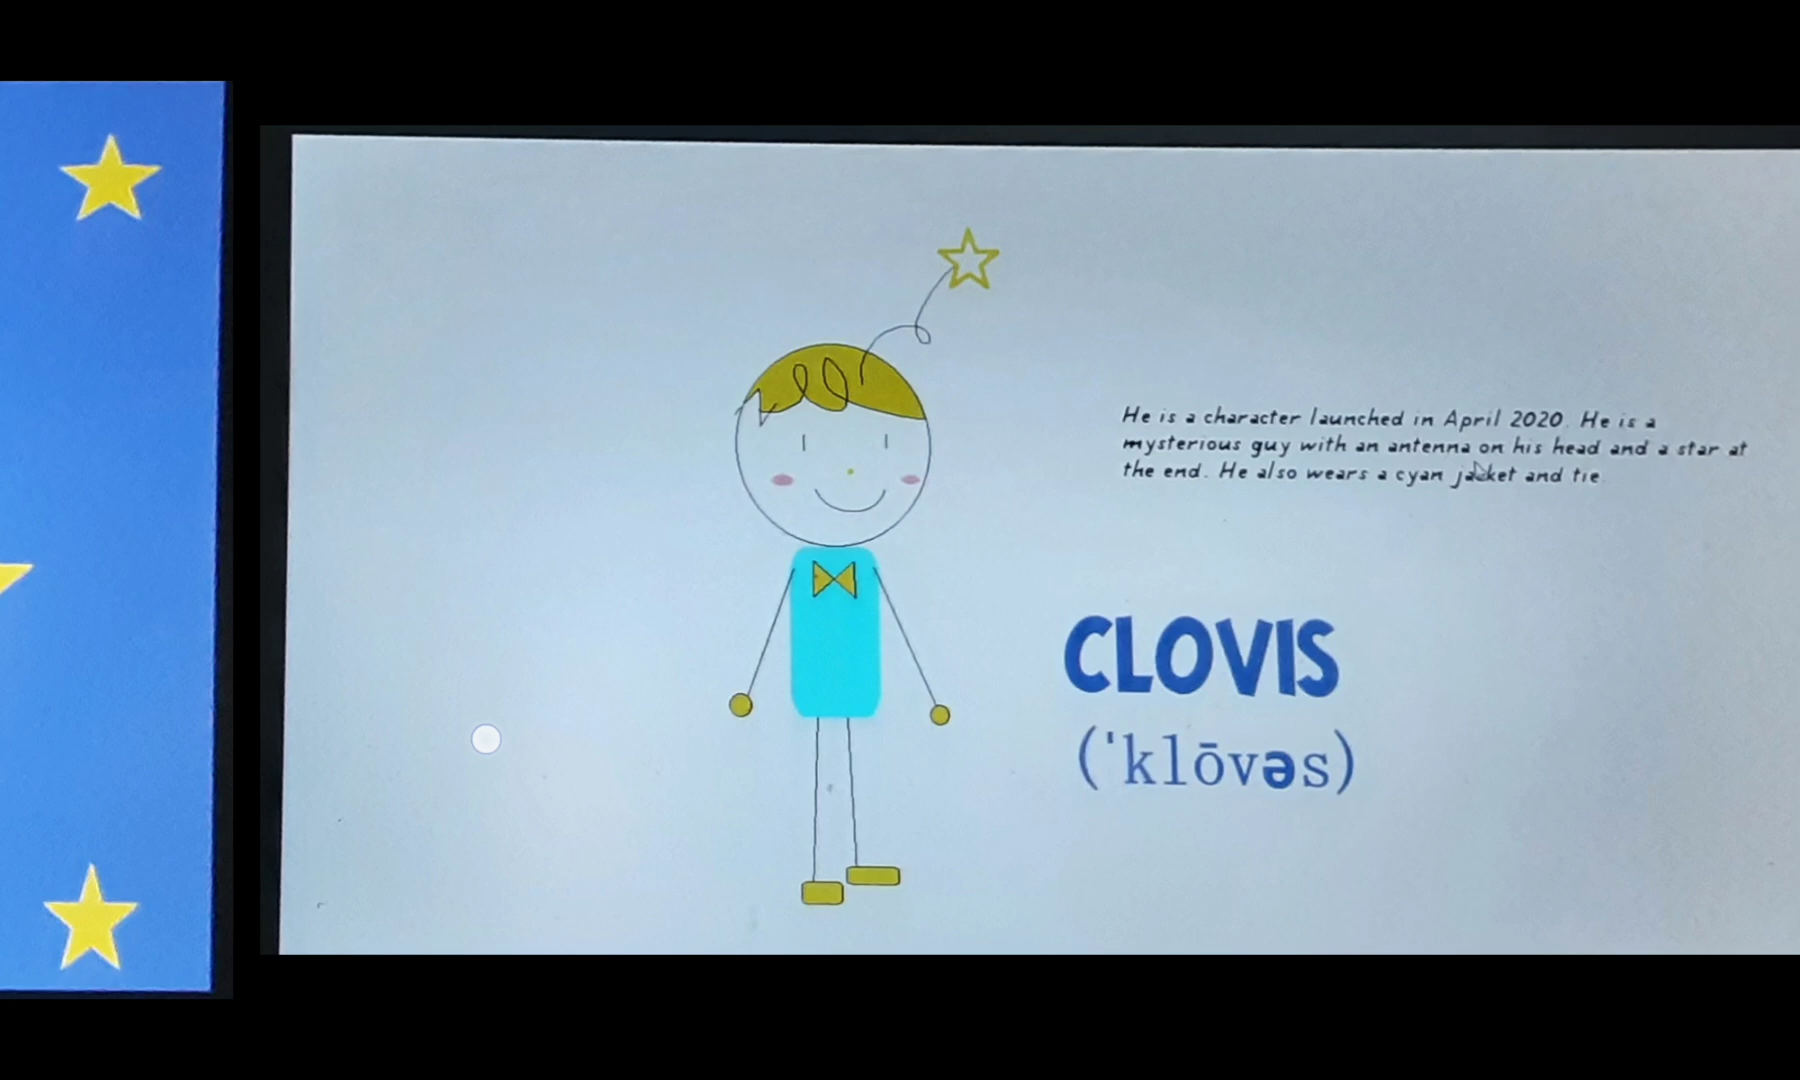 He is a character launched in April 2020. He is a
mysterious guy with an antenna on his head and a star at
the end. He also wears a cyan jacket and tie.
CLOVIS
(ˈklōvəs)